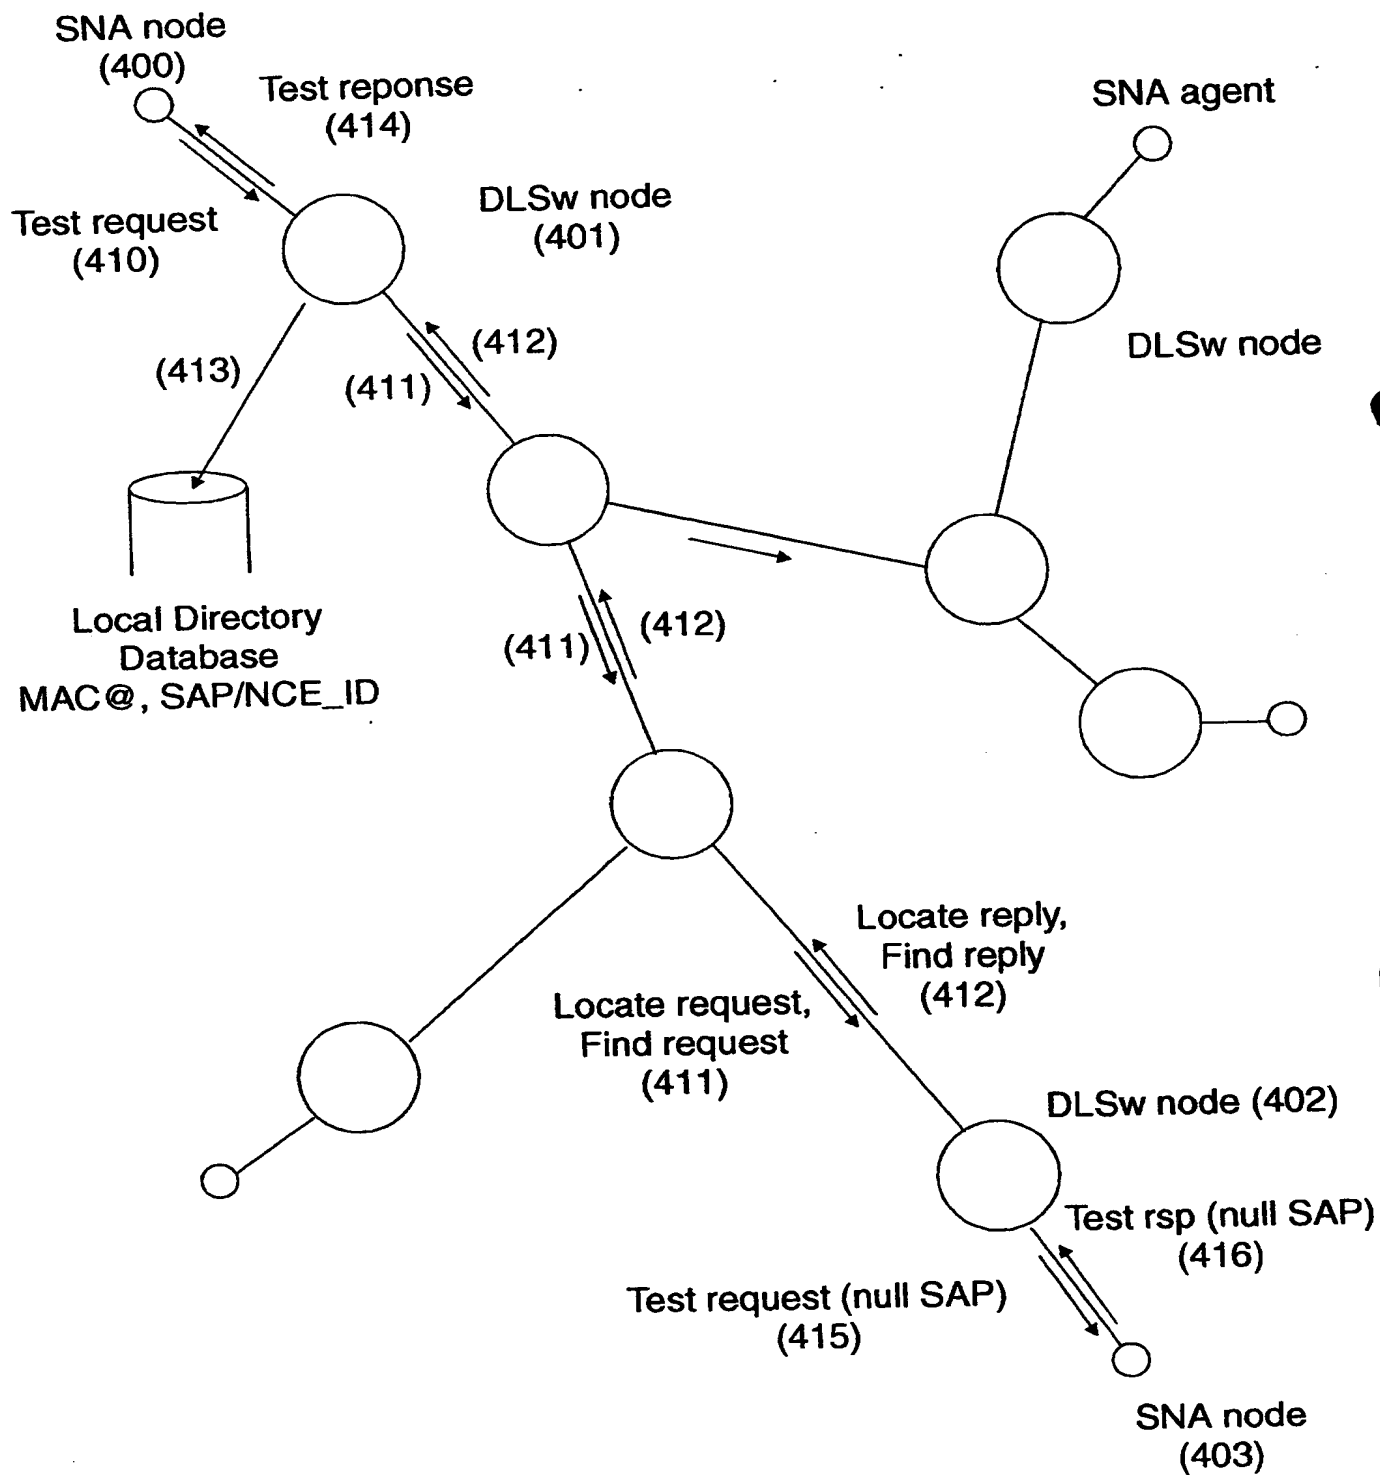 SNA node
(400)
Test reponse
(414)
SNA agent
Test request
(410)
DLSw node
(401)
(412)
(413)
(411)
DLSw node
Local Directory
Database
MAC@, SAP/NCE_ID
(411)
(412)
Locate reply,
Find reply
(412)
Locate request,
Find request
(411)
DLSw node (402)
Test rsp (null SAP)
(416)
Test request (null SAP)
(415)
SNA node
(403)